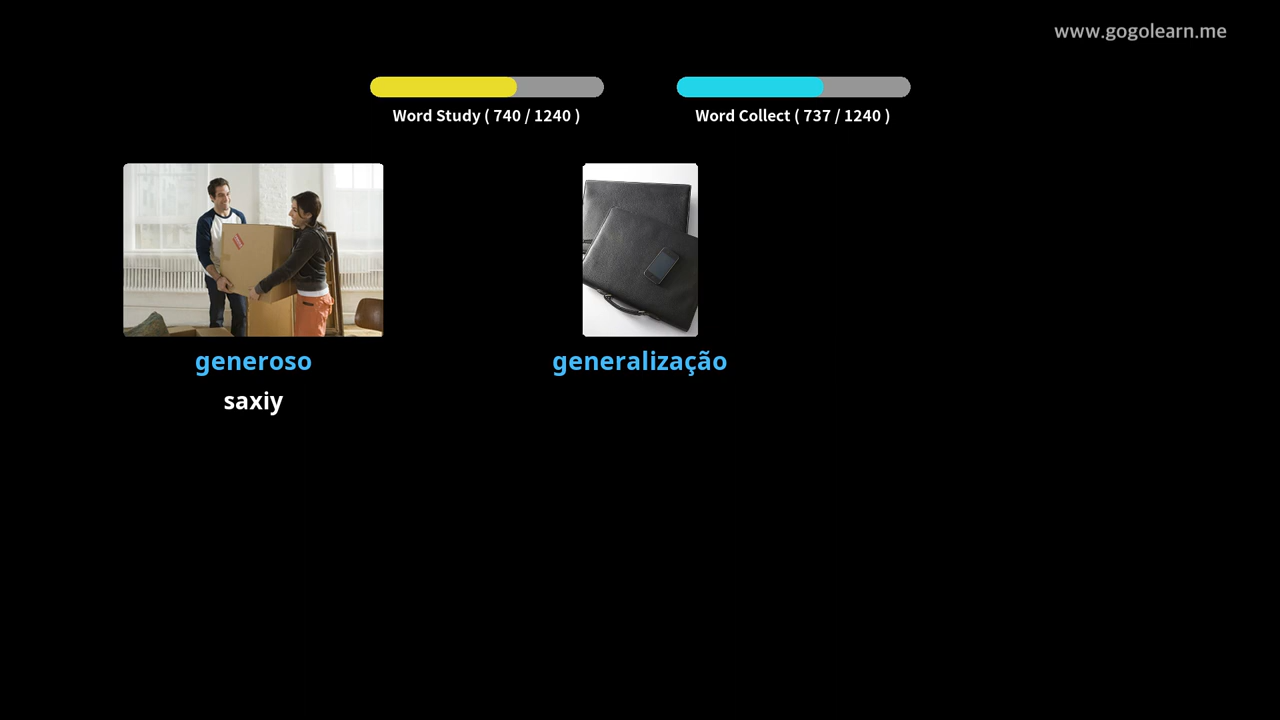 www.gogolearn.me
Word Study ( 740 / 1240 )
Word Collect ( 737 / 1240 )
generoso
generalização
saxiy